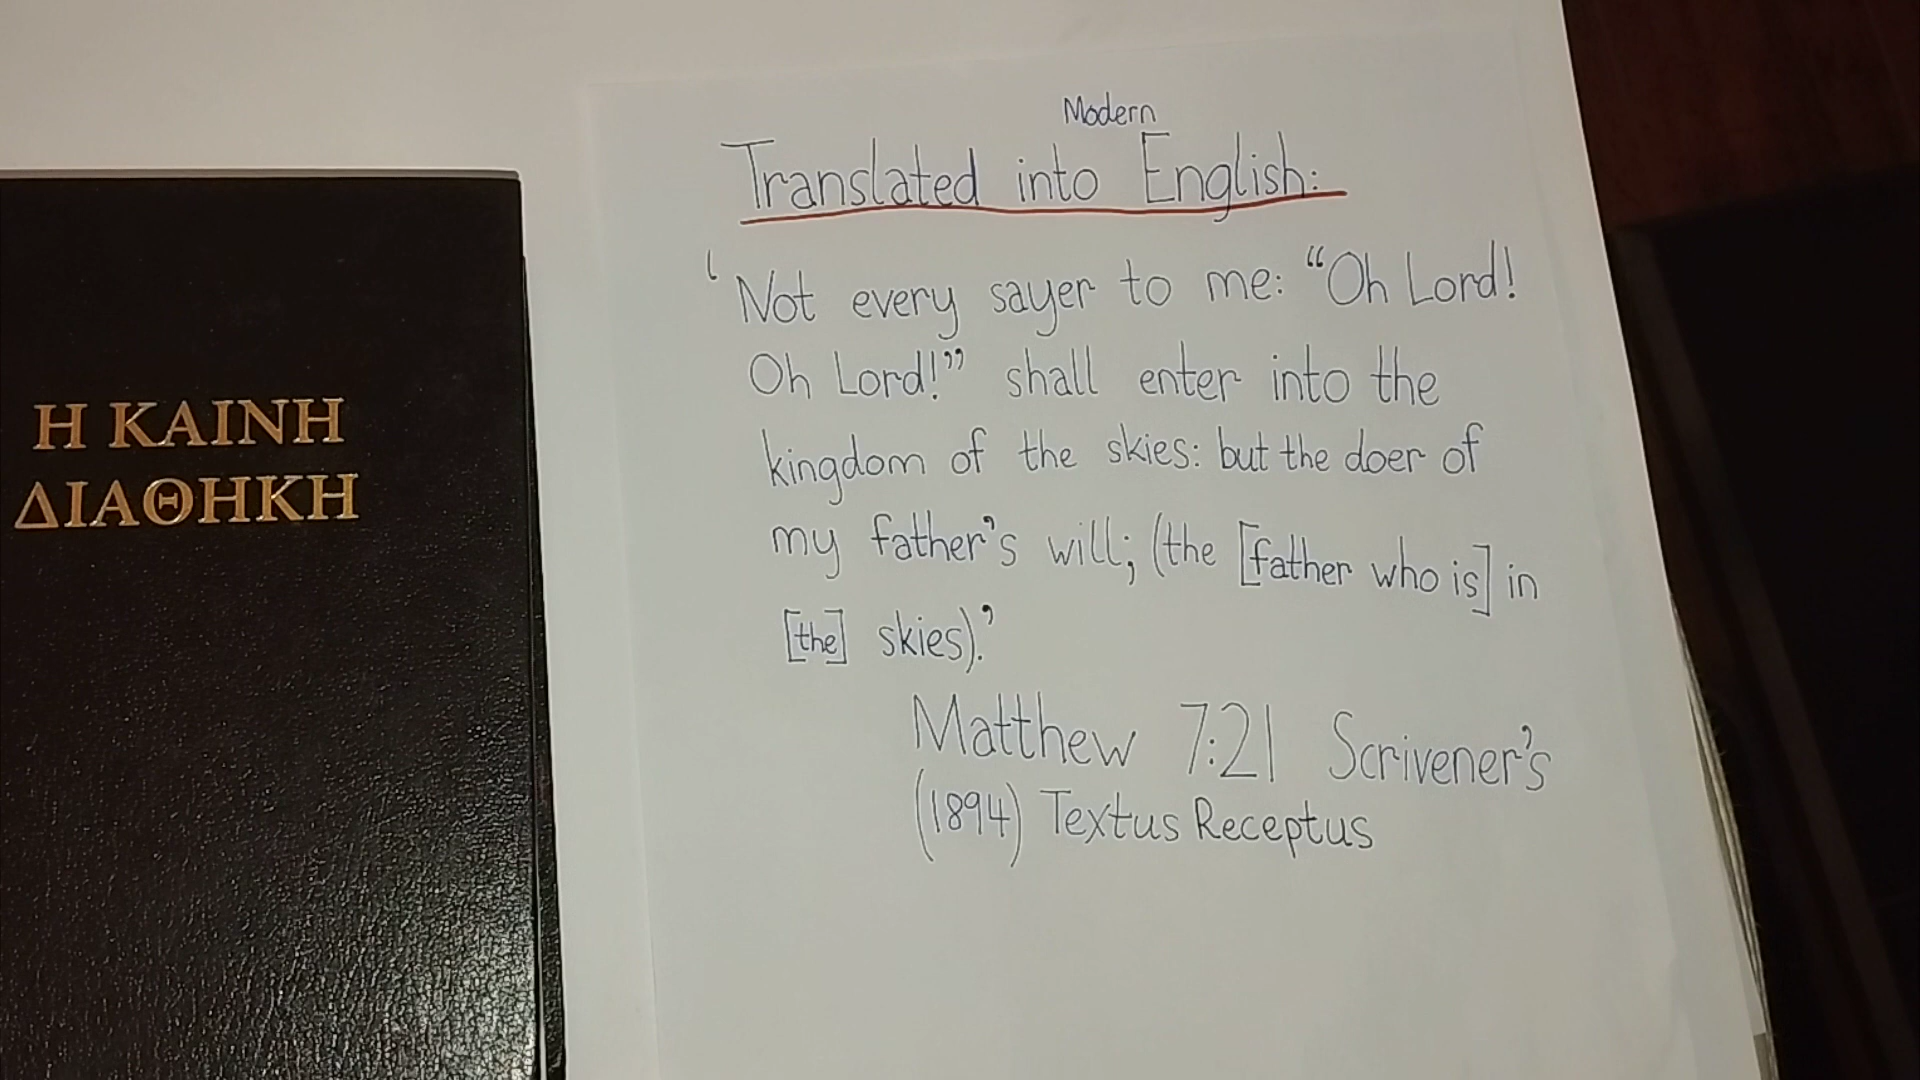 Η ΚΑΙΝΗ
ΔΙΑΘΗΚΗ
Modern
Translated into English:
‘Not every sayer to me: “Oh Lord!
Oh Lord!” shall enter into the
kingdom of the skies: but the doer of
my father’s will; (the [father who is] in
[the] skies).’
Matthew 7:21 Scrivener’s
(1894) Textus Receptus